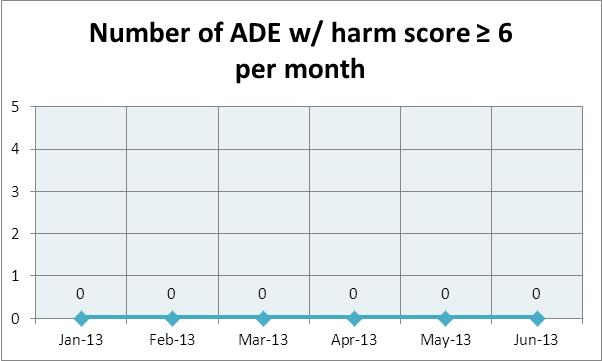 Number of ADE w/ harm score ≥ 6
per month
5
4
3
2
1
0
0 0 0 0 0 0
Jan-13 Feb-13 Mar-13 Apr-13 May-13 Jun-13